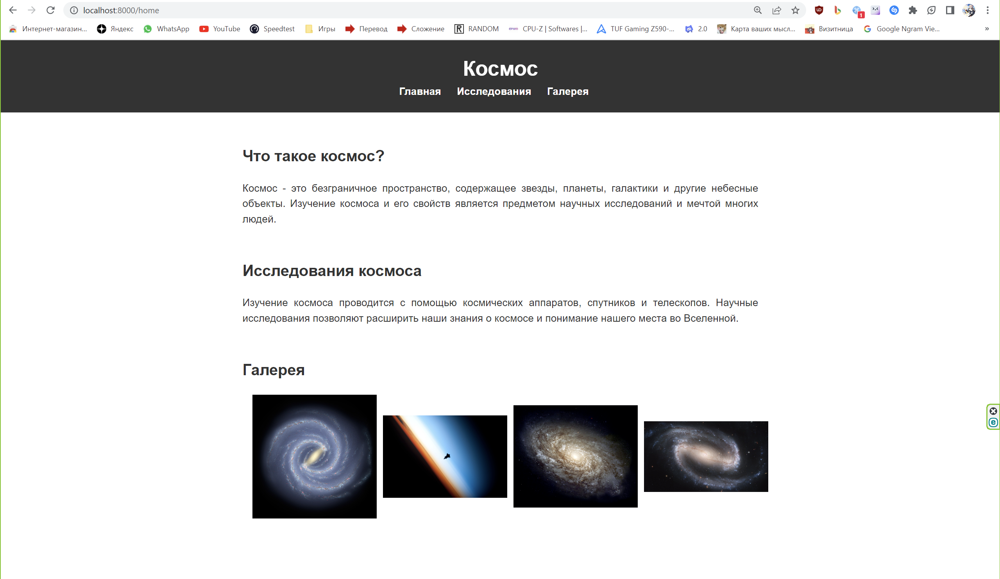 localhost:8000/home
1
Интернет-магазин...
Яндекс
WhatsApp
YouTube
Speedtest
Игры
Перевод
Сложение
RANDOM
CPU-Z | Softwares |...
TUF Gaming Z590-...
2.0
Карта ваших мысл...
Визитница
Google Ngram Vie...
»
Космос
Главная Исследования Галерея
Что такое космос?
Космос - это безграничное пространство, содержащее звезды, планеты, галактики и другие небесные
объекты. Изучение космоса и его свойств является предметом научных исследований и мечтой многих
людей.
Исследования космоса
Изучение космоса проводится с помощью космических аппаратов, спутников и телескопов. Научные
исследования позволяют расширить наши знания о космосе и понимание нашего места во Вселенной.
Галерея